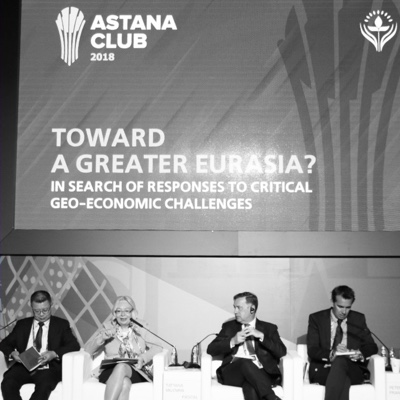 ASTANA
CLUB
2018
TOWARD
A GREATER EURASIA?
IN SEARCH OF RESPONSES TO CRITICAL
GEO-ECONOMIC CHALLENGES